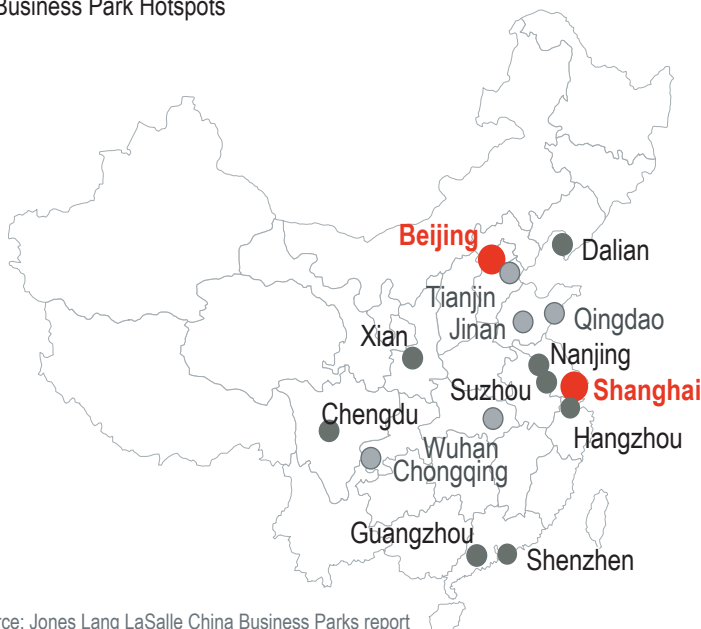 Business Park Hotspots
Beijing
Dalian
Tianjin
Jinan
Qingdao
Xian
Nanjing
Suzhou
Shanghai
Chengdu
Hangzhou
Wuhan
Chongqing
Guangzhou
Shenzhen
rce: Jones Lang LaSalle China Business Parks report